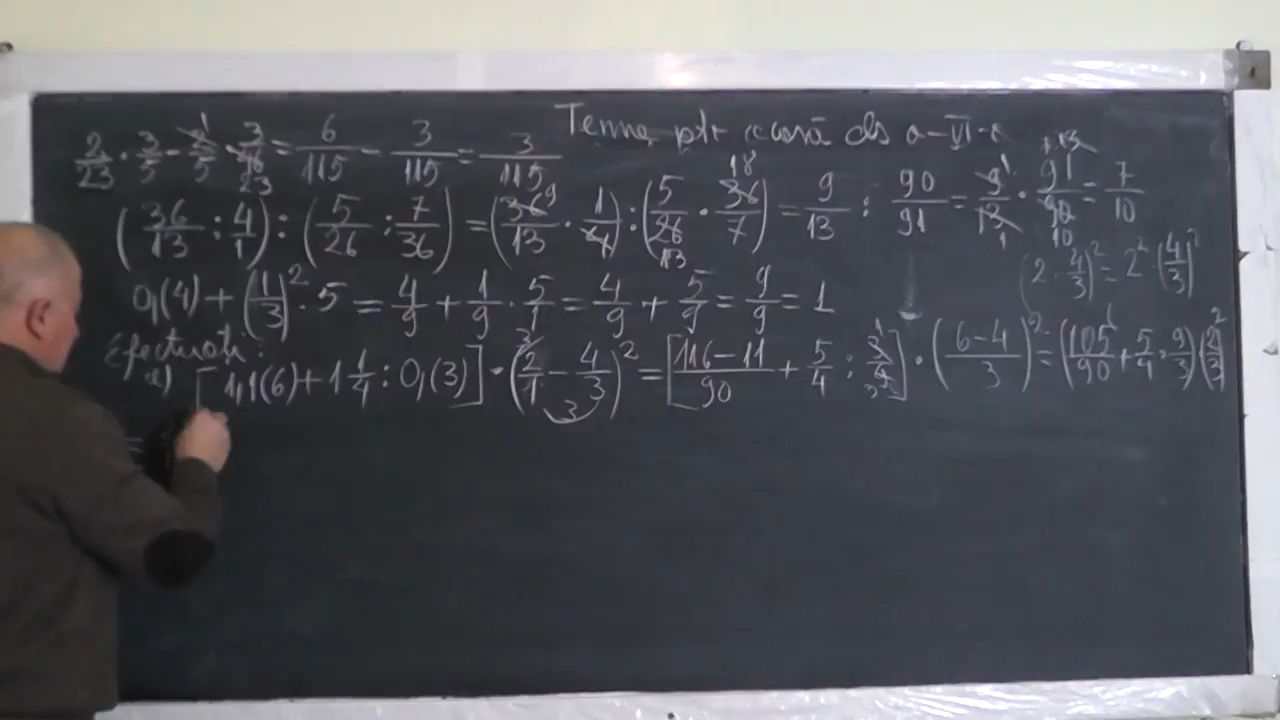 Tema ptr acasă cls a-VI-a
2/23 · 3/5 - 2/5 · 3/46 = 6/115 - 3/115 = 3/115
(36/13 : 4/1) : (5/26 : 7/36) = (36/13 · 1/4) : (5/26 · 36/7) = 9/13 : 90/91 = 9/13 · 91/90 = 7/10
(2 · 4/3)² = 2² · (4/3)²
0,(4) + (1/3)² · 5 = 4/9 + 1/9 · 5/1 = 4/9 + 5/9 = 9/9 = 1
Efectuați:
a) [1,1(6) + 1 1/4 : 0,(3)] · (2/1 - 4/3)² = [116-11/90 + 5/4 : 3/9] · (6-4/3)² = (105/90 + 5/4 · 9/3) (2/3)²
=